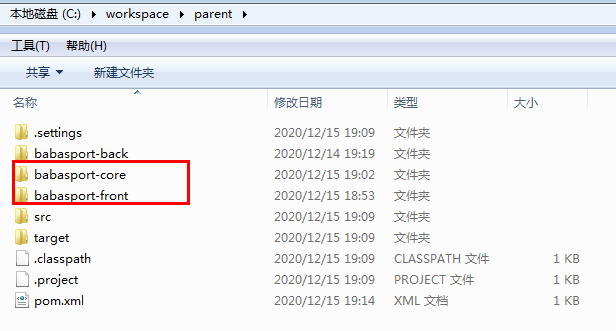 本地磁盘 (C:) workspace parent
工具(T) 帮助(H)
共享 新建文件夹
名称 修改日期 类型 大小
.settings 2020/12/15 19:09 文件夹
babasport-back 2020/12/14 19:19 文件夹
babasport-core 2020/12/15 19:02 文件夹
babasport-front 2020/12/15 18:53 文件夹
src 2020/12/15 19:09 文件夹
target 2020/12/15 19:09 文件夹
.classpath 2020/12/15 19:09 CLASSPATH 文件 1 KB
.project 2020/12/15 19:09 PROJECT 文件 1 KB
pom.xml 2020/12/15 19:14 XML 文档 1 KB